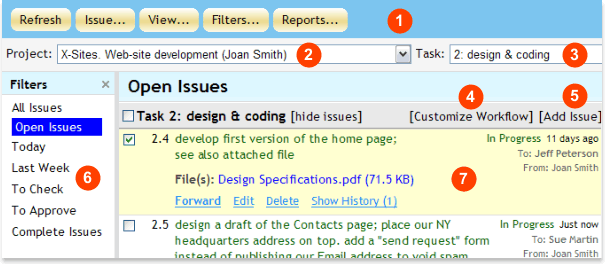 Refresh Issue... View... Filters... Reports... 1
Project: X-Sites. Web-site development (Joan Smith) 2 Task: 2: design & coding 3
Filters ×
All Issues
Open Issues
Today
Last Week
To Check
To Approve
Complete Issues
6
Open Issues
4 5
Task 2: design & coding [hide issues] [Customize Workflow] [Add Issue]
2.4 develop first version of the home page; In Progress 11 days ago
see also attached file To: Jeff Peterson
From: Joan Smith
File(s): Design Specifications.pdf (71.5 KB) 7
Forward Edit Delete Show History (1)
2.5 design a draft of the Contacts page; place our NY In Progress Just now
headquarters address on top. add a "send request" form To: Sue Martin
instead of publishing our Email address to void spam From: Joan Smith